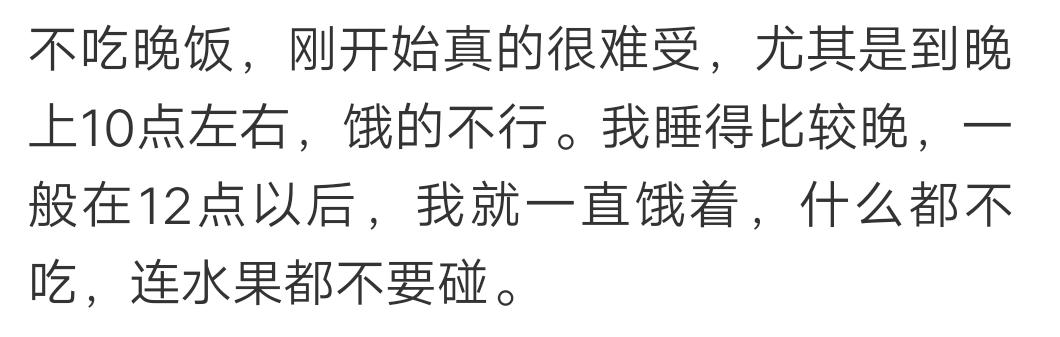 不吃晚饭，刚开始真的很难受，尤其是到晚
上10点左右，饿的不行。我睡得比较晚，一
般在12点以后，我就一直饿着，什么都不
吃，连水果都不要碰。